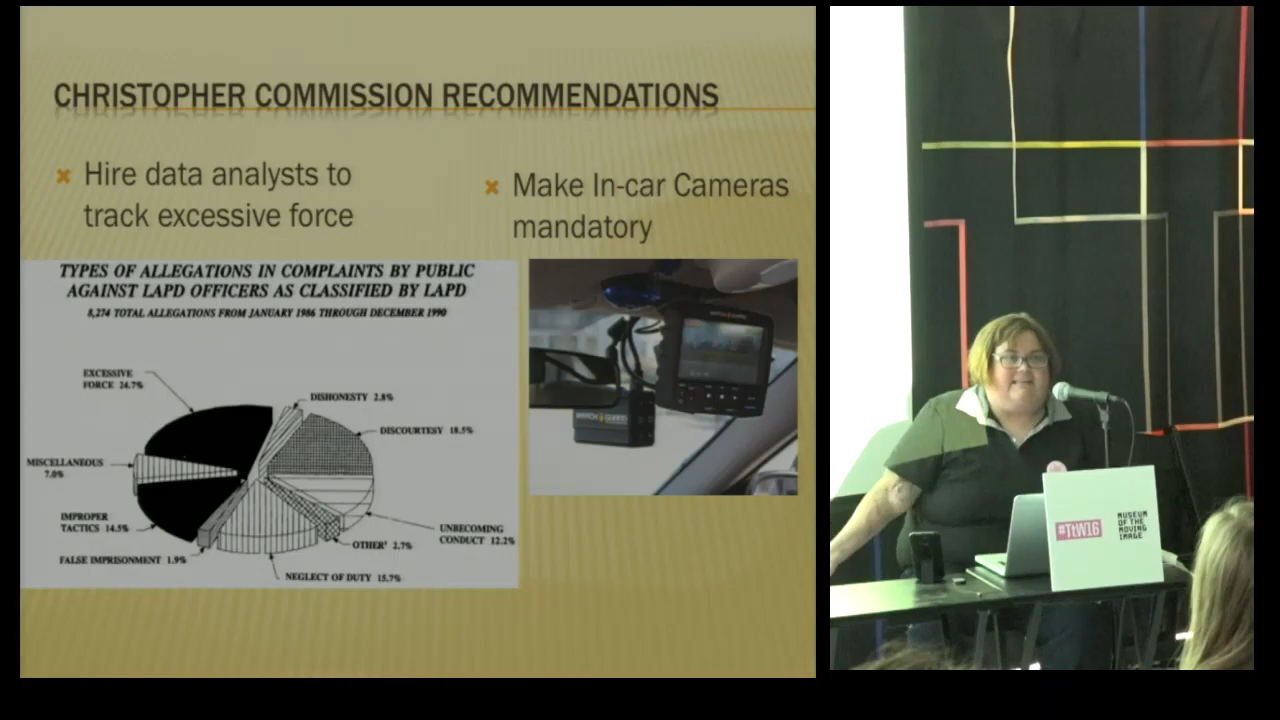 CHRISTOPHER COMMISSION RECOMMENDATIONS
Hire data analysts to
track excessive force
Make In-car Cameras
mandatory
TYPES OF ALLEGATIONS IN COMPLAINTS BY PUBLIC
AGAINST LAPD OFFICERS AS CLASSIFIED BY LAPD
8,274 TOTAL ALLEGATIONS FROM JANUARY 1986 THROUGH DECEMBER 1990
EXCESSIVE
FORCE 24.7%
DISHONESTY 2.8%
DISCOURTESY 18.5%
MISCELLANEOUS
7.0%
IMPROPER
TACTICS 14.5%
UNBECOMING
CONDUCT 12.2%
OTHER¹ 2.7%
FALSE IMPRISONMENT 1.9%
NEGLECT OF DUTY 15.7%
#TtW16
MUSEUM
OF THE
MOVING
IMAGE